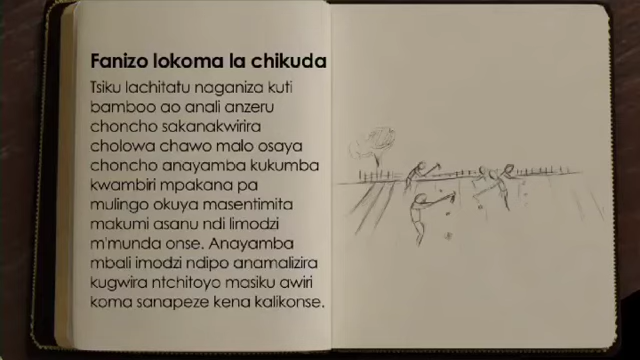 Fanizo lokoma la chikuda
Tsiku lachitatu naganiza kuti
bamboo ao anali anzeru
choncho sakanakwirira
cholowa chawo malo osaya
choncho anayamba kukumba
kwambiri mpakana pa
mulingo okuya masentimita
makumi asanu ndi limodzi
m'munda onse. Anayamba
mbali imodzi ndipo anamalizira
kugwira ntchitoyo masiku awiri
koma sanapeze kena kalikonse.